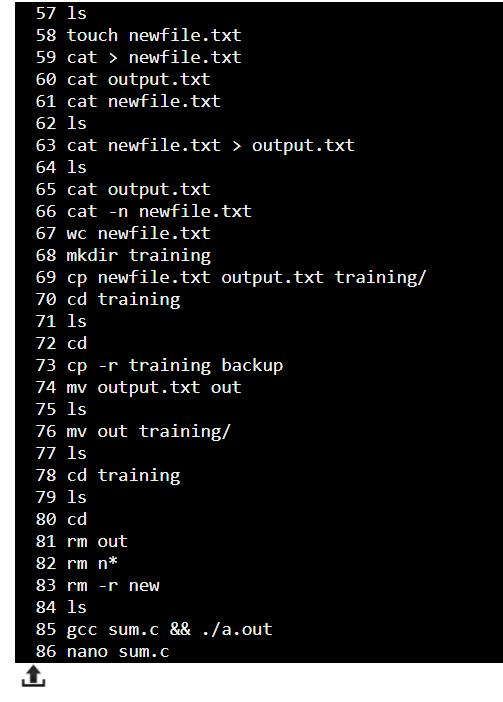 57 ls
58 touch newfile.txt
59 cat > newfile.txt
60 cat output.txt
61 cat newfile.txt
62 ls
63 cat newfile.txt > output.txt
64 ls
65 cat output.txt
66 cat -n newfile.txt
67 wc newfile.txt
68 mkdir training
69 cp newfile.txt output.txt training/
70 cd training
71 ls
72 cd
73 cp -r training backup
74 mv output.txt out
75 ls
76 mv out training/
77 ls
78 cd training
79 ls
80 cd
81 rm out
82 rm n*
83 rm -r new
84 ls
85 gcc sum.c && ./a.out
86 nano sum.c